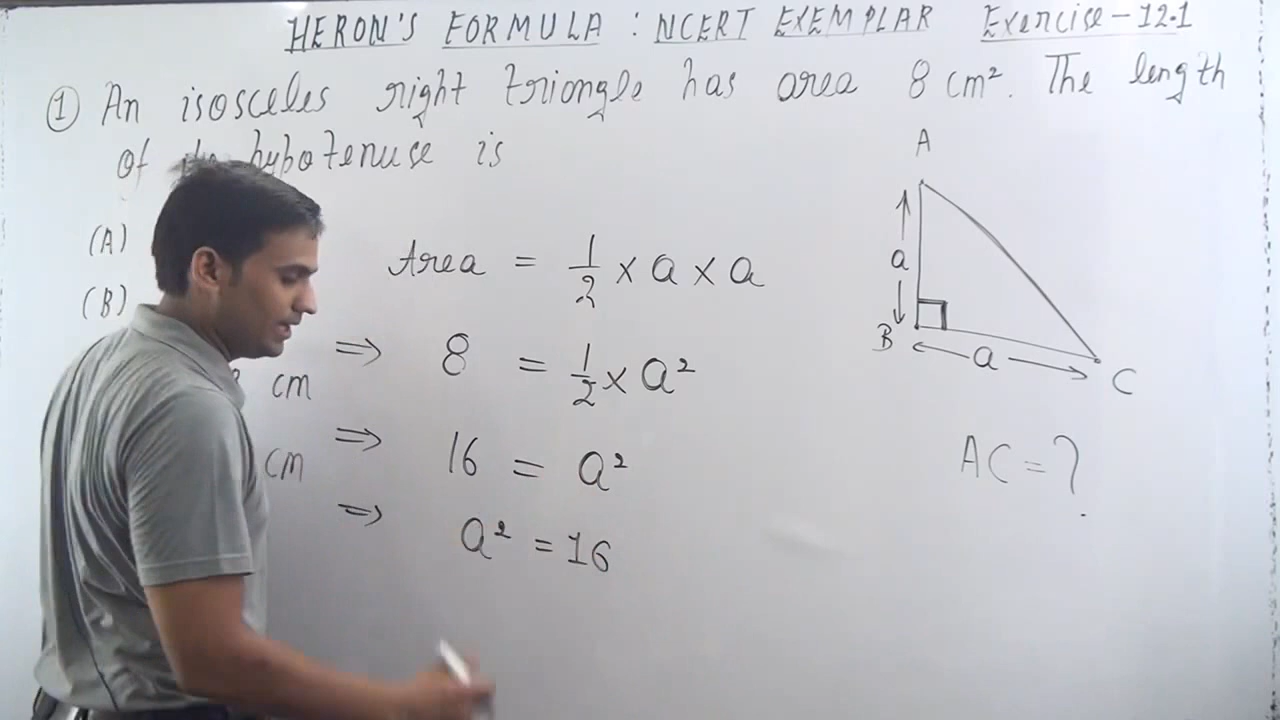 HERON'S FORMULA : NCERT EXEMPLAR Exercise-12.1
① An isosceles right triongle has area 8 cm². The length
of hypotenuse is
(A)
(B)
cm
cm
Area = 1/2 × a × a
⇒ 8 = 1/2 × a²
⇒ 16 = a²
⇒ a² = 16
A
a
B
a
C
AC = ?